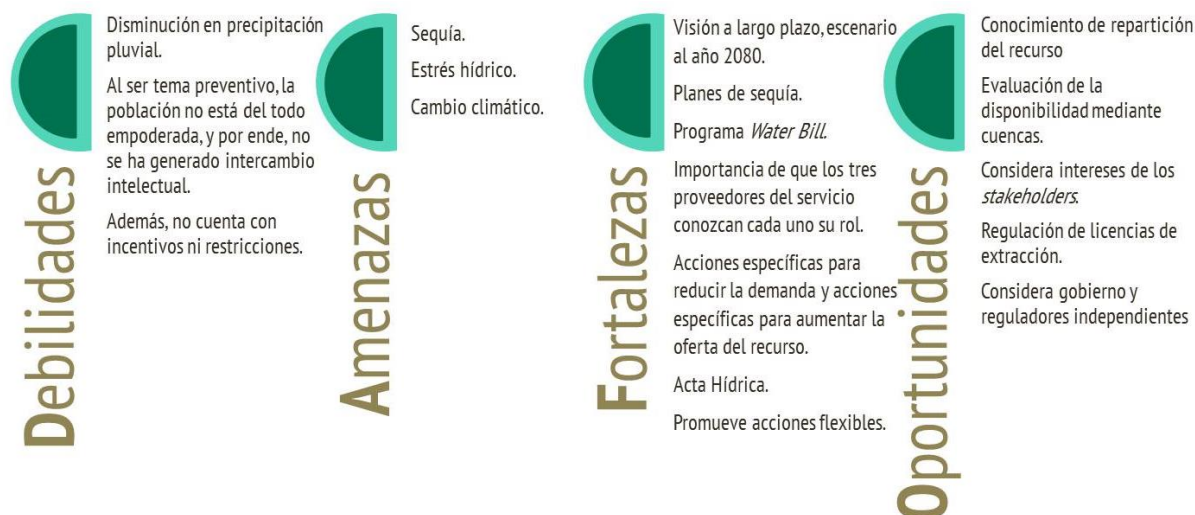 Debilidades
Disminución en precipitación
pluvial.
Al ser tema preventivo, la
población no está del todo
empoderada, y por ende, no
se ha generado intercambio
intelectual.
Además, no cuenta con
incentivos ni restricciones.
Amenazas
Sequía.
Estrés hídrico.
Cambio climático.
Fortalezas
Visión a largo plazo, escenario
al año 2080.
Planes de sequía.
Programa Water Bill.
Importancia de que los tres
proveedores del servicio
conozcan cada uno su rol.
Acciones específicas para
reducir la demanda y acciones
específicas para aumentar la
oferta del recurso.
Acta Hídrica.
Promueve acciones flexibles.
Oportunidades
Conocimiento de repartición
del recurso
Evaluación de la
disponibilidad mediante
cuencas.
Considera intereses de los
stakeholders.
Regulación de licencias de
extracción.
Considera gobierno y
reguladores independientes